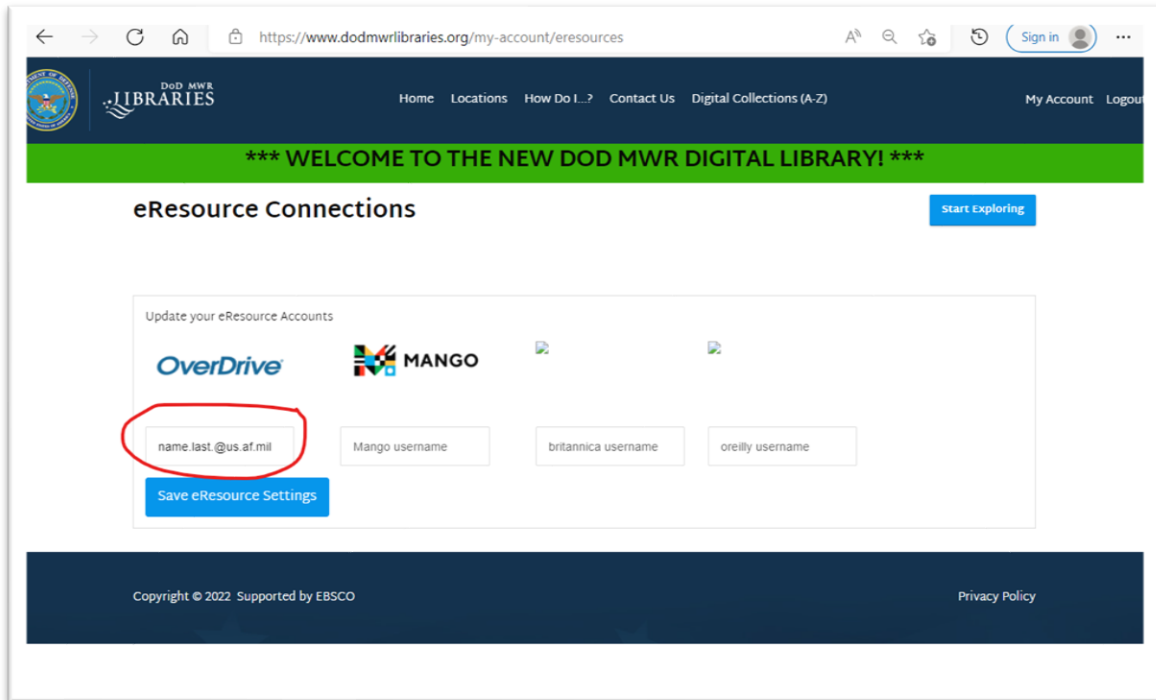 https://www.dodmwrlibraries.org/my-account/eresources
Sign in
DoD MWR
LIBRARIES
Home Locations How Do I...? Contact Us Digital Collections (A-Z) My Account Logout
*** WELCOME TO THE NEW DOD MWR DIGITAL LIBRARY! ***
eResource Connections
Start Exploring
Update your eResource Accounts
OverDrive MANGO
name.last.@us.af.mil Mango username britannica username oreilly username
Save eResource Settings
Copyright © 2022 Supported by EBSCO Privacy Policy